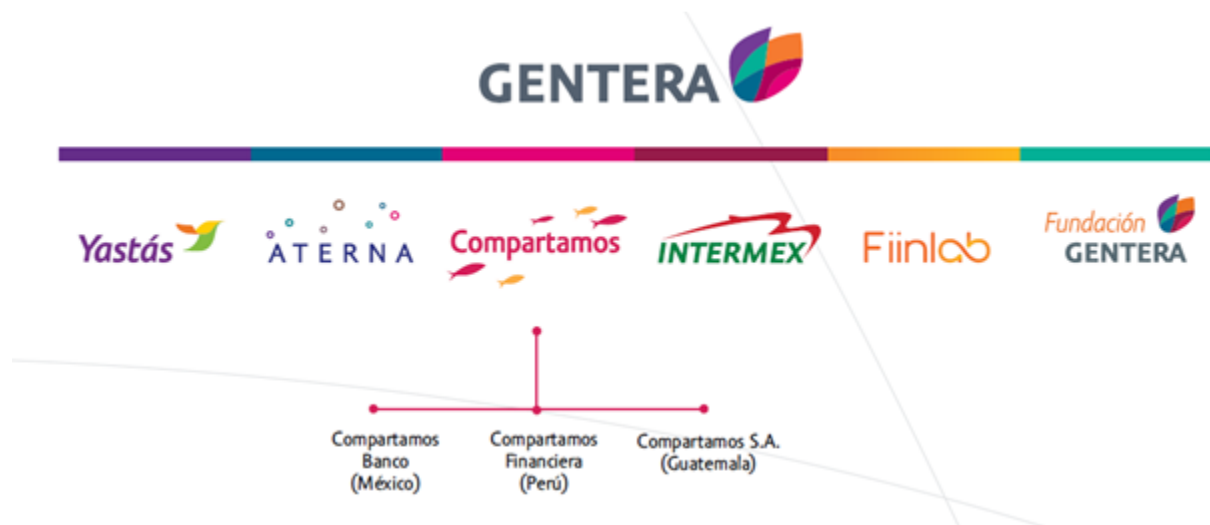 GENTERA
Yastás
ATERNA
Compartamos
INTERMEX
Fiinlab
Fundación
GENTERA
Compartamos
Banco
(México)
Compartamos
Financiera
(Perú)
Compartamos S.A.
(Guatemala)